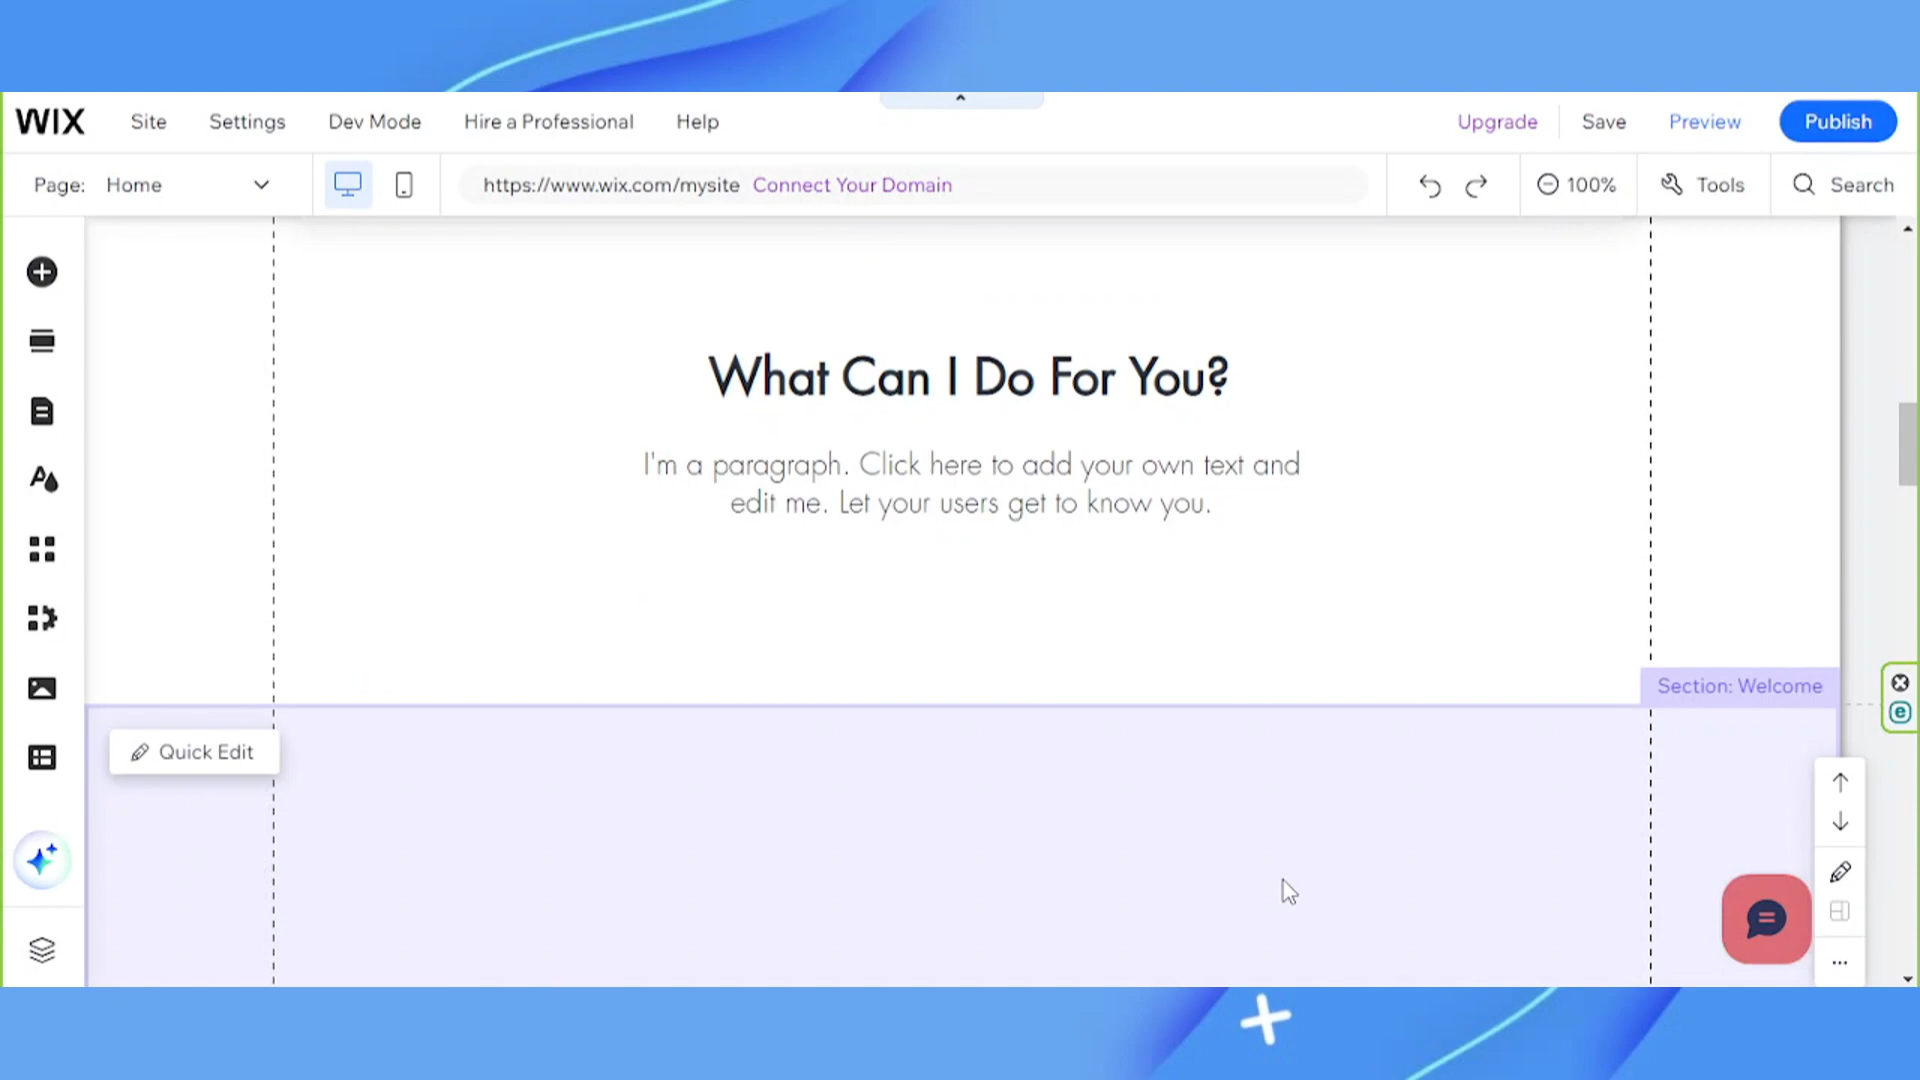 WIX Site Settings Dev Mode Hire a Professional Help Upgrade Save Preview Publish
Page: Home https://www.wix.com/mysite Connect Your Domain 100% Tools Search
What Can I Do For You?
I'm a paragraph. Click here to add your own text and
edit me. Let your users get to know you.
Section: Welcome
Quick Edit